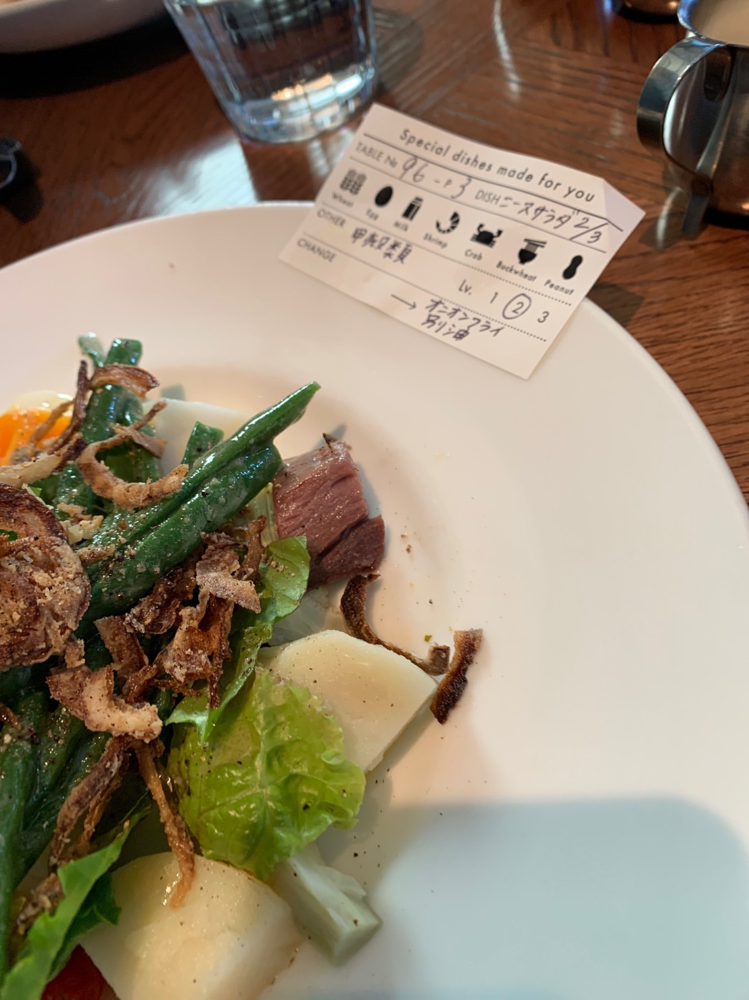 Special dishes made for you
TABLE № 96 - P 3 DISH ニースサラダ 2/3
Wheat Egg Milk Shrimp Crab Buckwheat Peanut
OTHER 甲殻類 Lv. 1 2 3
CHANGE → オニオンフライ
別リ油